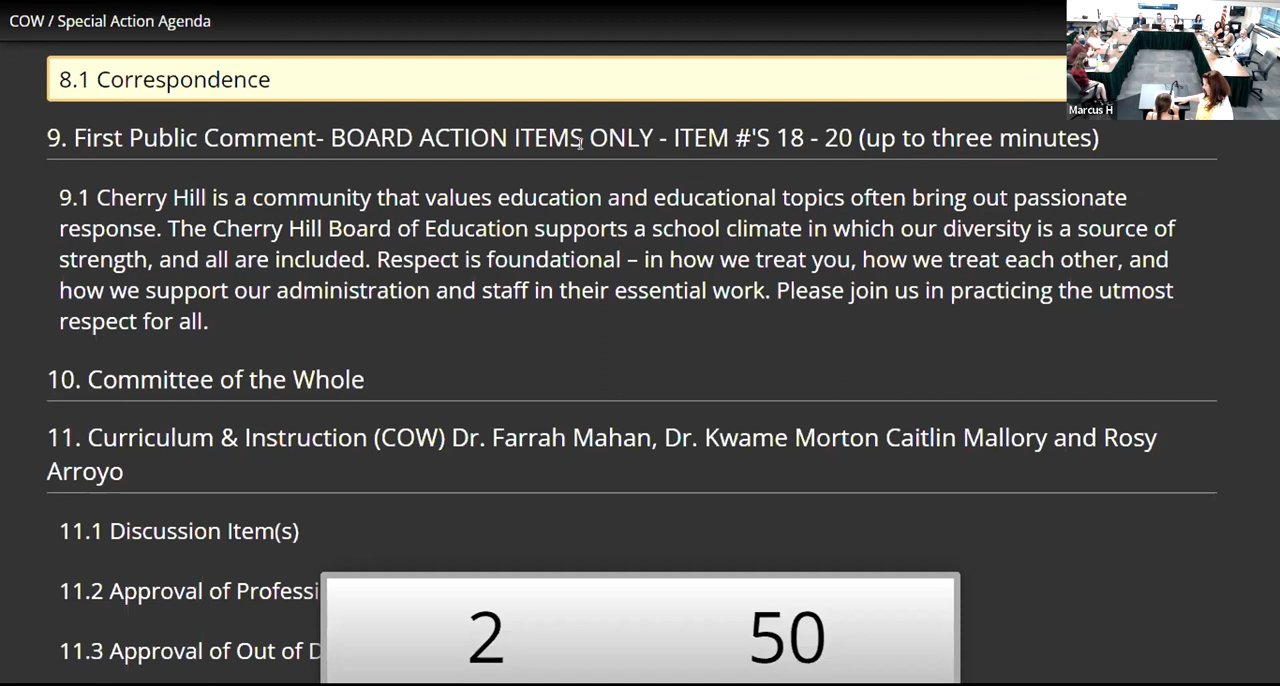 COW / Special Action Agenda
8.1 Correspondence
Marcus H
9. First Public Comment- BOARD ACTION ITEMS ONLY - ITEM #'S 18 - 20 (up to three minutes)
9.1 Cherry Hill is a community that values education and educational topics often bring out passionate
response. The Cherry Hill Board of Education supports a school climate in which our diversity is a source of
strength, and all are included. Respect is foundational – in how we treat you, how we treat each other, and
how we support our administration and staff in their essential work. Please join us in practicing the utmost
respect for all.
10. Committee of the Whole
11. Curriculum & Instruction (COW) Dr. Farrah Mahan, Dr. Kwame Morton Caitlin Mallory and Rosy
Arroyo
11.1 Discussion Item(s)
11.2 Approval of Professi
11.3 Approval of Out of D
2 50